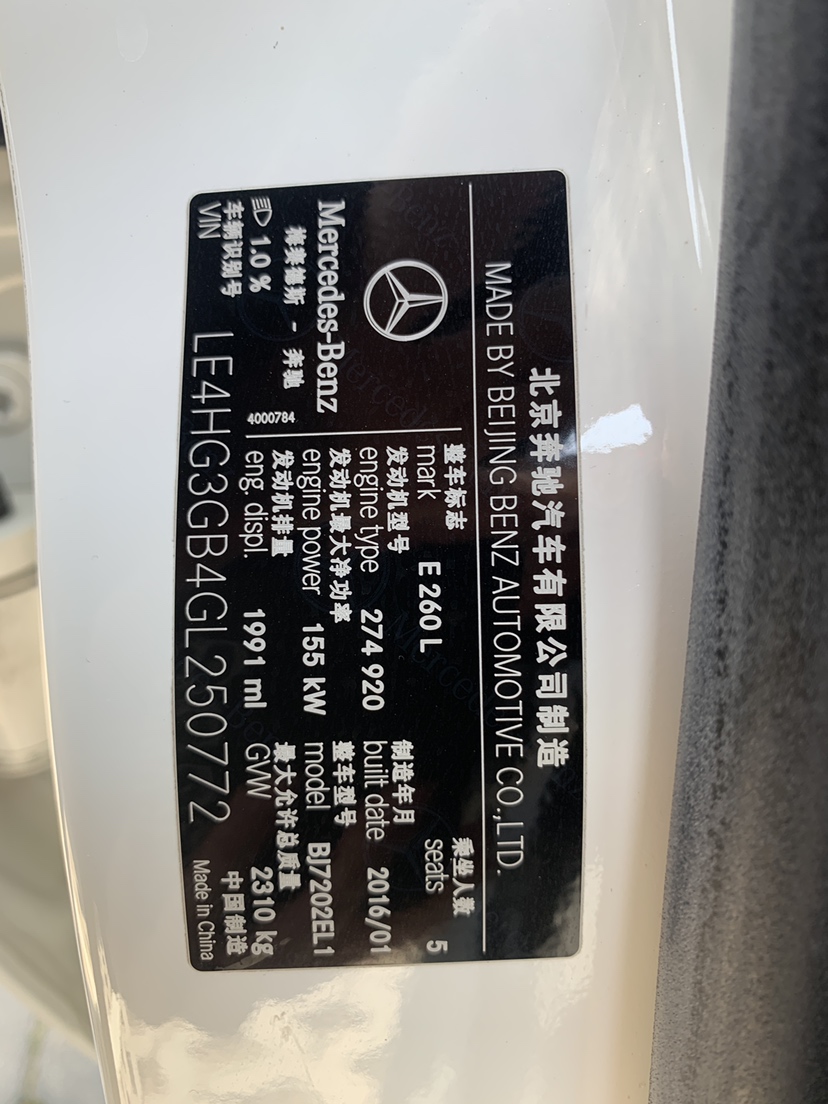 北京奔驰汽车有限公司制造
MADE BY BEIJING BENZ AUTOMOTIVE CO.,LTD.
整车标志
mark E 260 L
乘坐人数
seats 5
发动机型号
engine type 274 920
制造年月
built date 2016/01
Mercedes-Benz
发动机最大净功率
engine power 155 kW
整车型号
model BJ7202EL1
梅赛德斯 - 奔驰
发动机排量
eng. displ. 1991 ml
最大允许总质量
GVW 2310 kg
1.0 %
4000784
车辆识别号
VIN LE4HG3GB4GL250772
中国制造
Made in China